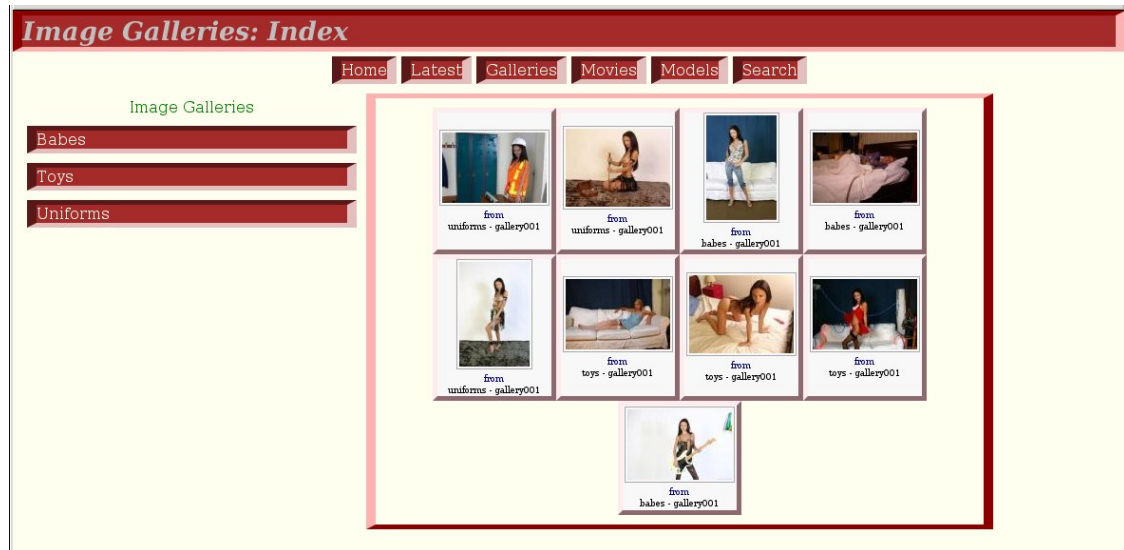 Image Galleries: Index
Home Latest Galleries Movies Models Search
Image Galleries
Babes
Toys
Uniforms
from
uniforms - gallery001
from
uniforms - gallery001
from
babes - gallery001
from
babes - gallery001
from
uniforms - gallery001
from
toys - gallery001
from
toys - gallery001
from
toys - gallery001
from
babes - gallery001